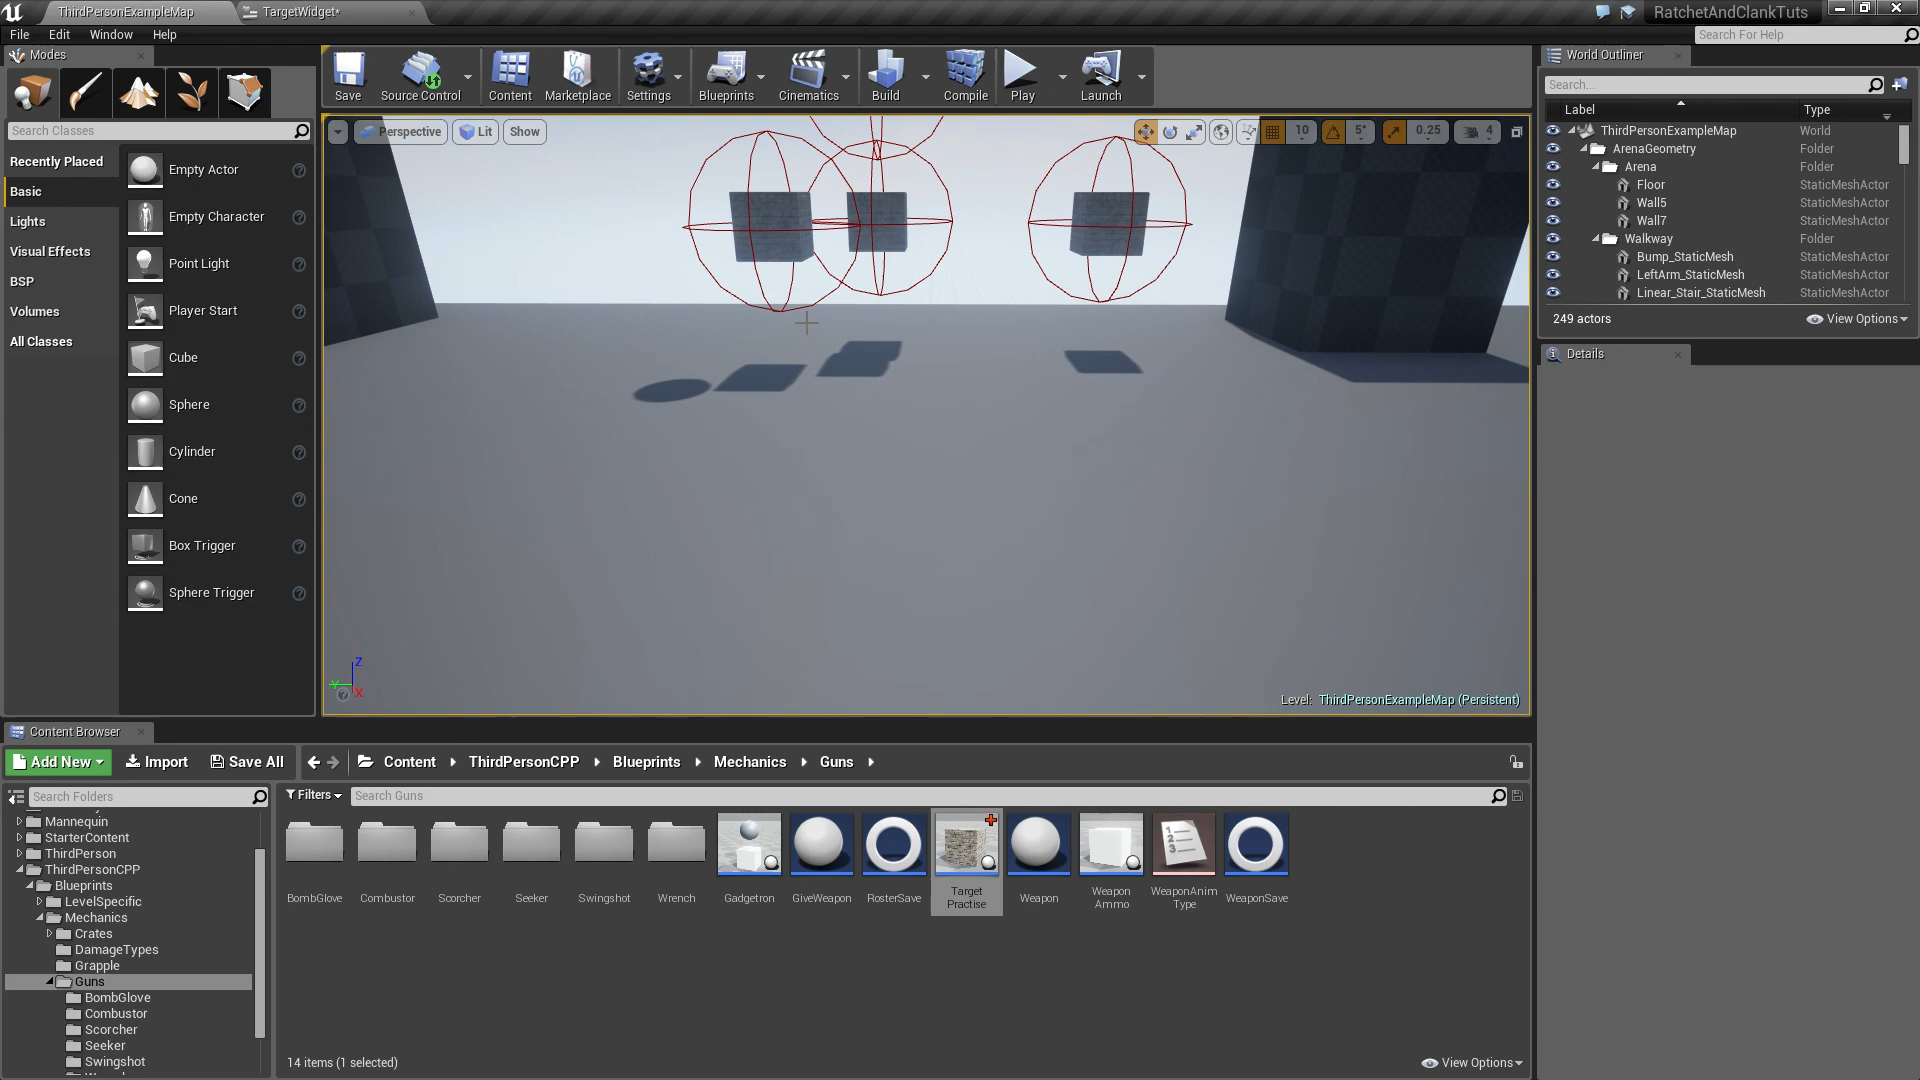 ThirdPersonExampleMap
TargetWidget*
RatchetAndClankTuts
File Edit Window Help
Search For Help
Modes
Save
Source Control
Content
Marketplace
Settings
Blueprints
Cinematics
Build
Compile
Play
Launch
Search Classes
Recently Placed
Basic
Lights
Visual Effects
BSP
Volumes
All Classes
Empty Actor
Empty Character
Point Light
Player Start
Cube
Sphere
Cylinder
Cone
Box Trigger
Sphere Trigger
Perspective Lit Show
10 5° 0.25 4
Z
Y
X
Level: ThirdPersonExampleMap (Persistent)
World Outliner
Search...
Label Type
ThirdPersonExampleMap World
ArenaGeometry Folder
Arena Folder
Floor StaticMeshActor
Wall5 StaticMeshActor
Wall7 StaticMeshActor
Walkway Folder
Bump_StaticMesh StaticMeshActor
LeftArm_StaticMesh StaticMeshActor
Linear_Stair_StaticMesh StaticMeshActor
249 actors View Options
Details
Content Browser
Add New Import Save All
Content ThirdPersonCPP Blueprints Mechanics Guns
Search Folders
Mannequin
StarterContent
ThirdPerson
ThirdPersonCPP
Blueprints
LevelSpecific
Mechanics
Crates
DamageTypes
Grapple
Guns
BombGlove
Combustor
Scorcher
Seeker
Swingshot
Filters Search Guns
BombGlove
Combustor
Scorcher
Seeker
Swingshot
Wrench
Gadgetron
GiveWeapon
RosterSave
Target
Practise
Weapon
Weapon
Ammo
WeaponAnim
Type
WeaponSave
14 items (1 selected) View Options